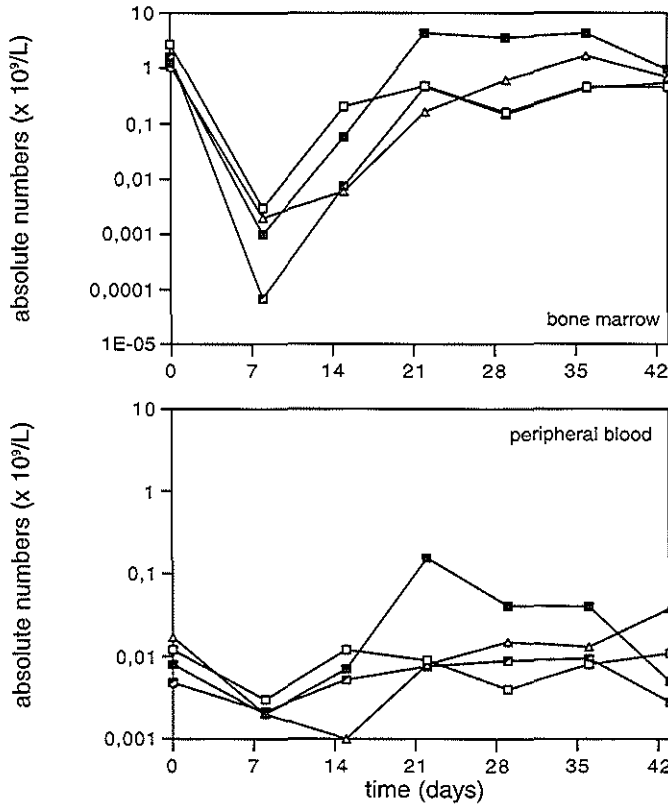 absolute numbers (x 10⁹/L)
10
1
0,1
0,01
0,001
0,0001
1E-05
bone marrow
0 7 14 21 28 35 42
absolute numbers (x 10⁹/L)
10
1
0,1
0,01
0,001
peripheral blood
0 7 14 21 28 35 42
time (days)